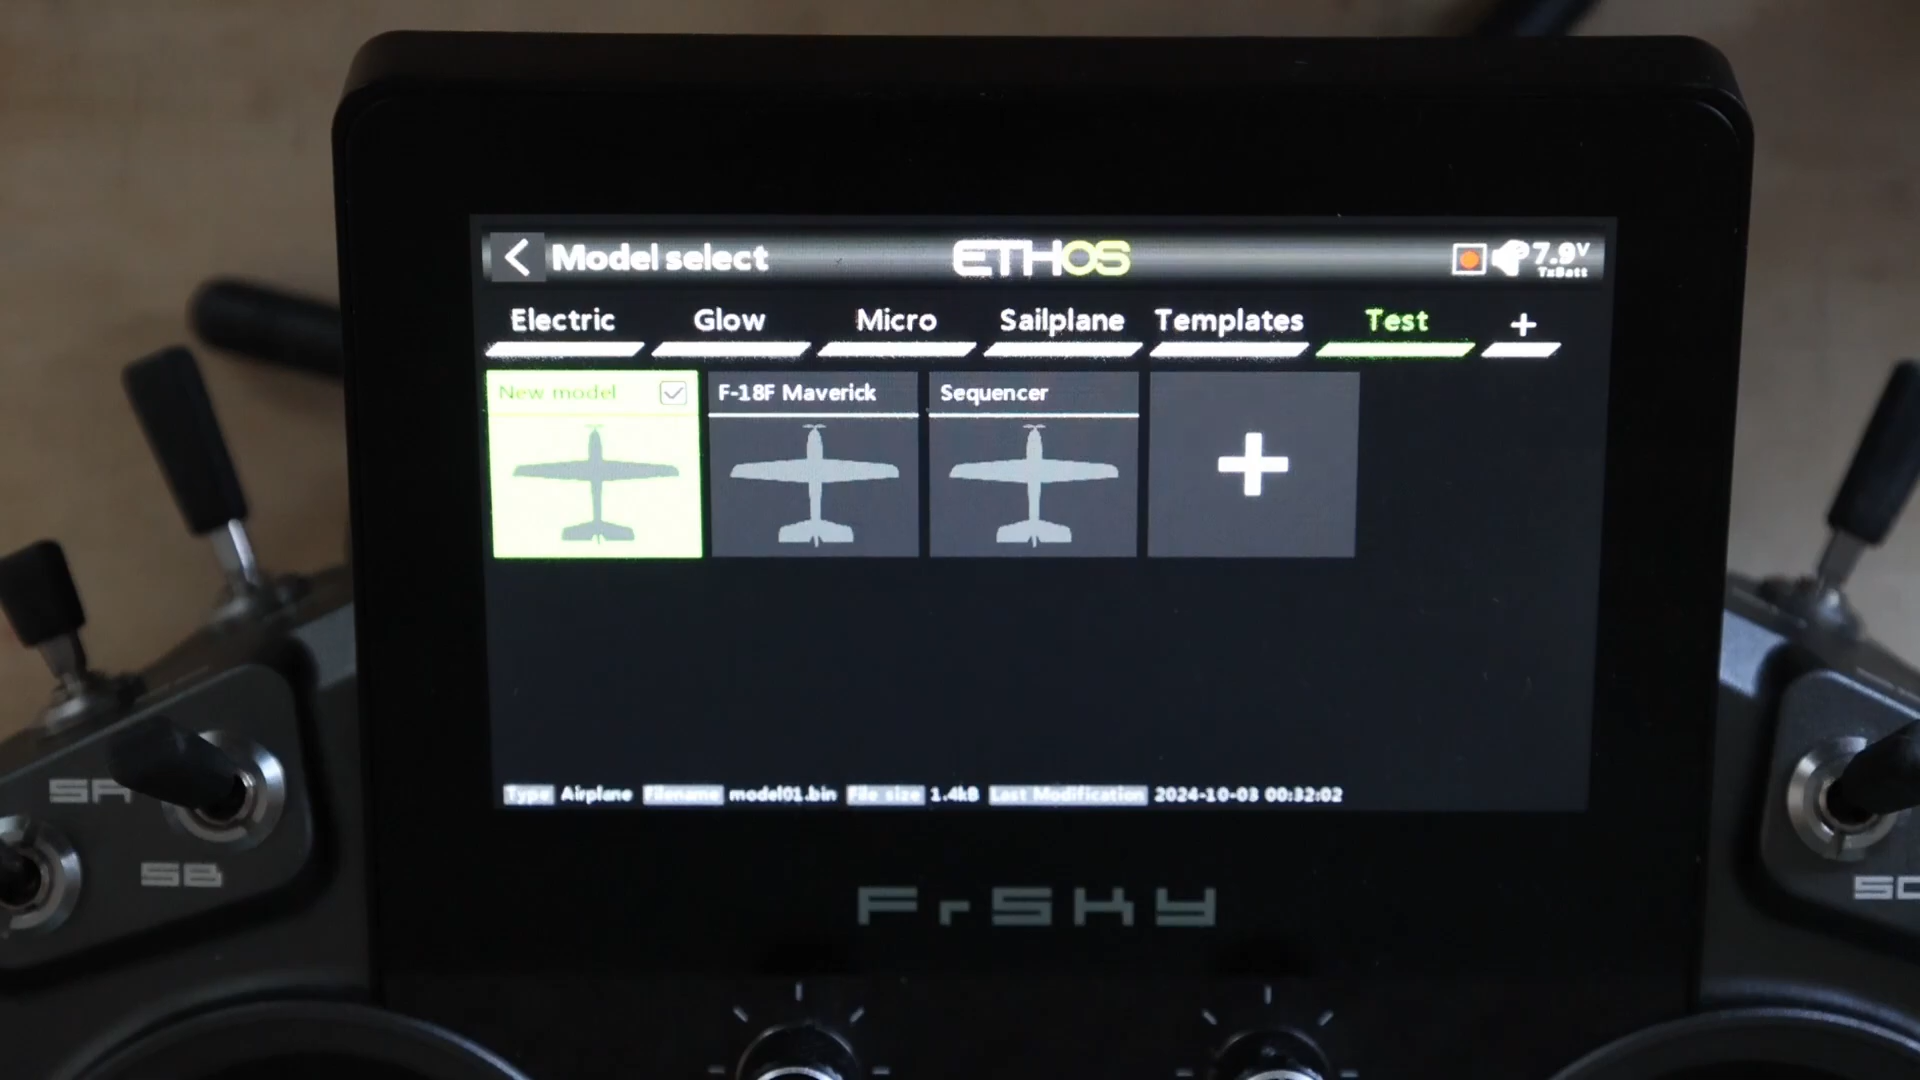 Model select ETHOS 7.9V
TxBatt
Electric Glow Micro Sailplane Templates Test +
New model F-18F Maverick Sequencer
+
Type Airplane Filename model01.bin File size 1.4kB Last Modification 2024-10-03 00:32:02
FrSKY
SA
SB